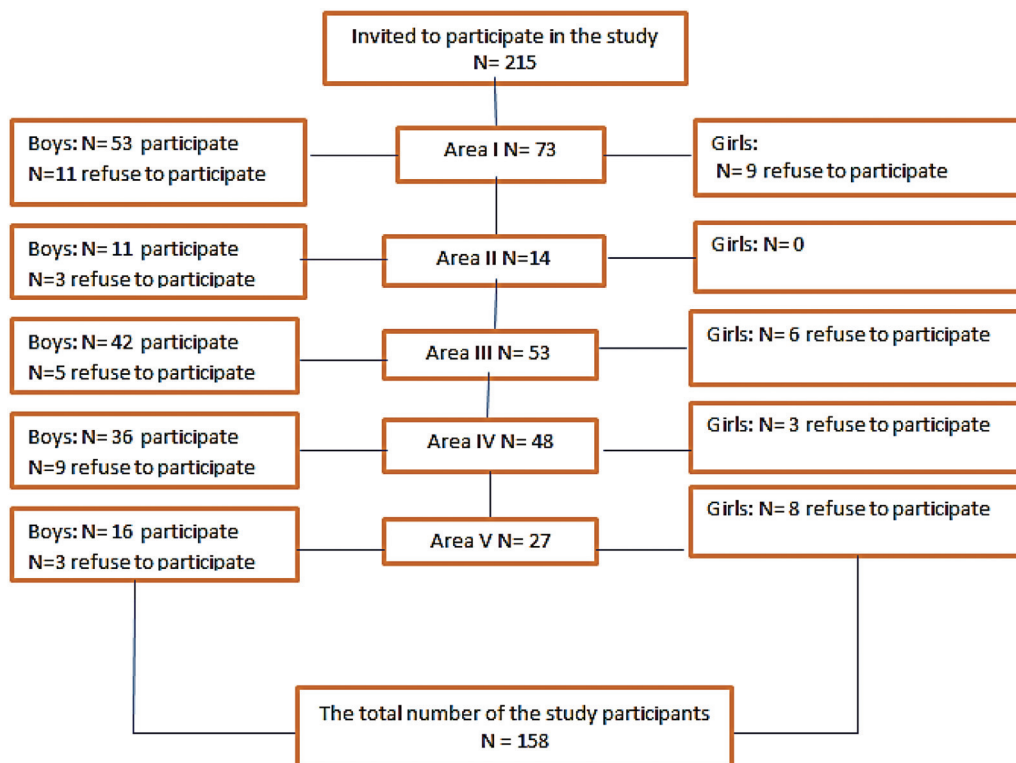 Invited to participate in the study
N= 215
Boys: N= 53 participate
N=11 refuse to participate
Area I N= 73
Girls:
N= 9 refuse to participate
Boys: N= 11 participate
N=3 refuse to participate
Area II N=14
Girls: N= 0
Boys: N= 42 participate
N=5 refuse to participate
Area III N= 53
Girls: N= 6 refuse to participate
Boys: N= 36 participate
N=9 refuse to participate
Area IV N= 48
Girls: N= 3 refuse to participate
Boys: N= 16 participate
N=3 refuse to participate
Area V N= 27
Girls: N= 8 refuse to participate
The total number of the study participants
N = 158